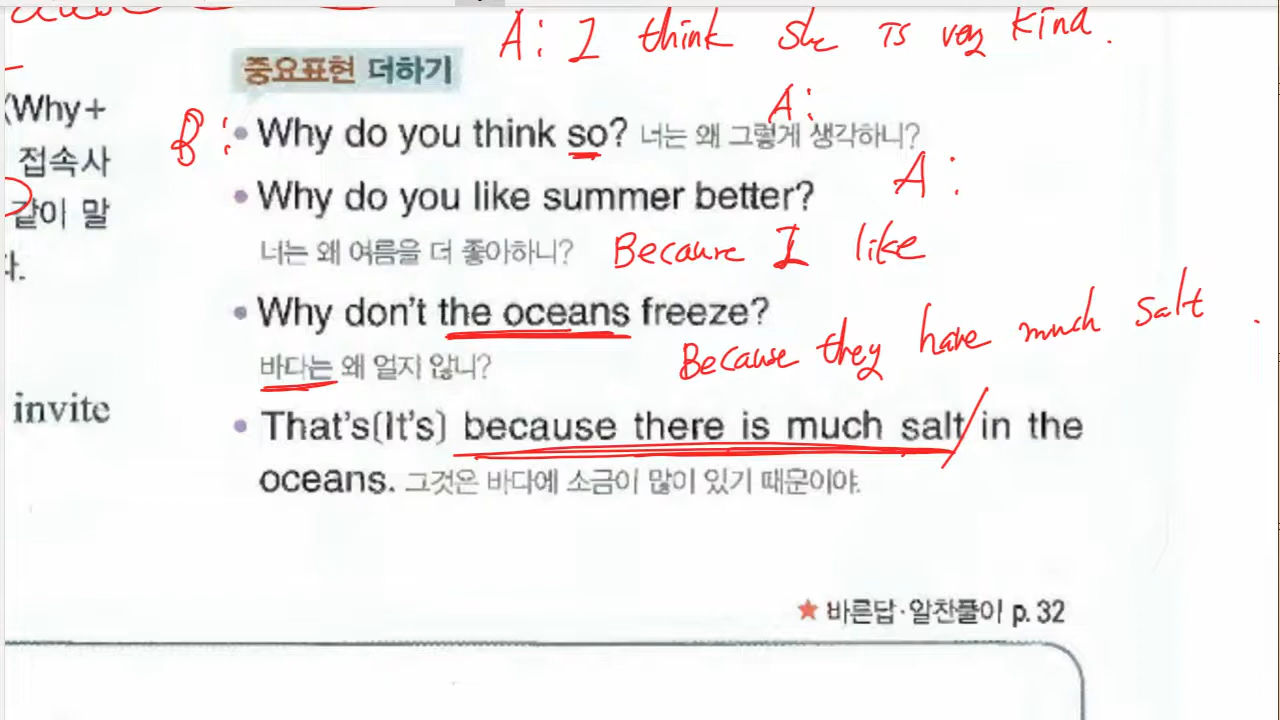 A: I think she is very kind.
중요표현 더하기
(Why+
접속사
같이 말
다.
invite
A:
B: • Why do you think so? 너는 왜 그렇게 생각하니?
A:
• Why do you like summer better?
너는 왜 여름을 더 좋아하니? Because I like
• Why don't the oceans freeze?
바다는 왜 얼지 않니? Because they have much salt.
• That's(It's) because there is much salt/in the
oceans. 그것은 바다에 소금이 많이 있기 때문이야.
★ 바른답·알찬풀이 p. 32